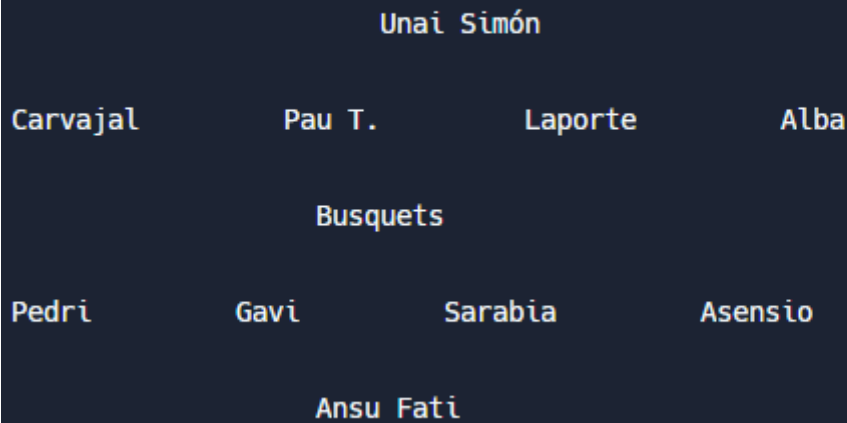 Unai Simón
Carvajal Pau T. Laporte Alba
Busquets
Pedri Gavi Sarabia Asensio
Ansu Fati